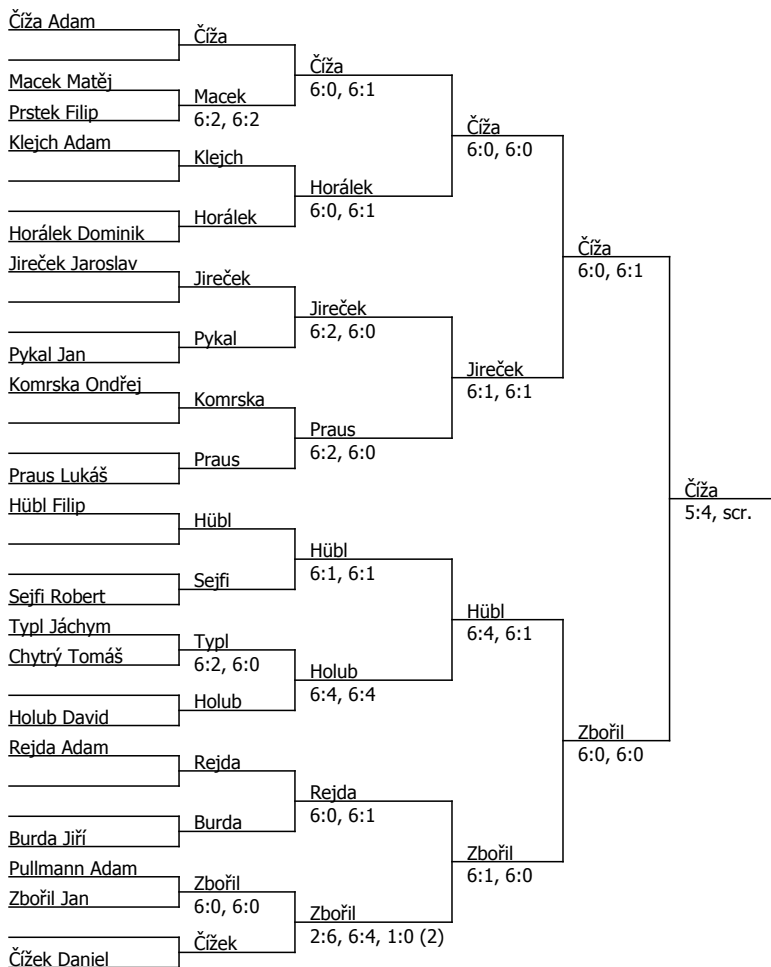 Číža Adam
Číža
Číža
Macek Matěj
Macek
6:0, 6:1
Prstek Filip
6:2, 6:2
Číža
Klejch Adam
6:0, 6:0
Klejch
Horálek
Horálek
6:0, 6:1
Horálek Dominik
Číža
Jireček Jaroslav
6:0, 6:1
Jireček
Jireček
Pykal
6:2, 6:0
Pykal Jan
Jireček
Komrska Ondřej
6:1, 6:1
Komrska
Praus
Praus
6:2, 6:0
Praus Lukáš
Číža
Hübl Filip
5:4, scr.
Hübl
Hübl
Sejfi
6:1, 6:1
Sejfi Robert
Hübl
Typl Jáchym
6:4, 6:1
Typl
Chytrý Tomáš
6:2, 6:0
Holub
Holub
6:4, 6:4
Holub David
Zbořil
Rejda Adam
6:0, 6:0
Rejda
Rejda
Burda
6:0, 6:1
Burda Jiří
Zbořil
Pullmann Adam
6:1, 6:0
Zbořil
Zbořil Jan
6:0, 6:0
Zbořil
Čížek
2:6, 6:4, 1:0 (2)
Čížek Daniel